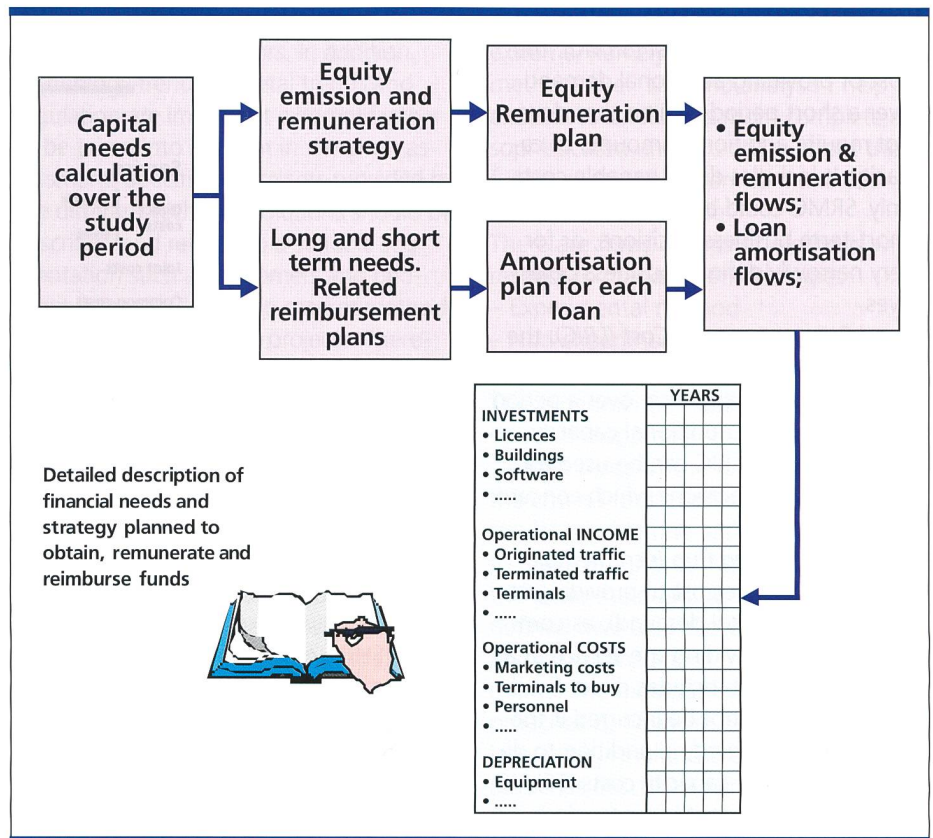 Capital
needs
calculation
over the
study
period
Equity
emission and
remuneration
strategy
Equity
Remuneration
plan
Long and short
term needs.
Related
reimbursement
plans
Amortisation
plan for each
loan
• Equity
emission &
remuneration
flows;
• Loan
amortisation
flows;
Detailed description of
financial needs and
strategy planned to
obtain, remunerate and
reimburse funds
YEARS
INVESTMENTS
• Licences
• Buildings
• Software
• .....
Operational INCOME
• Originated traffic
• Terminated traffic
• Terminals
• .....
Operational COSTS
• Marketing costs
• Terminals to buy
• Personnel
• .....
DEPRECIATION
• Equipment
• .....